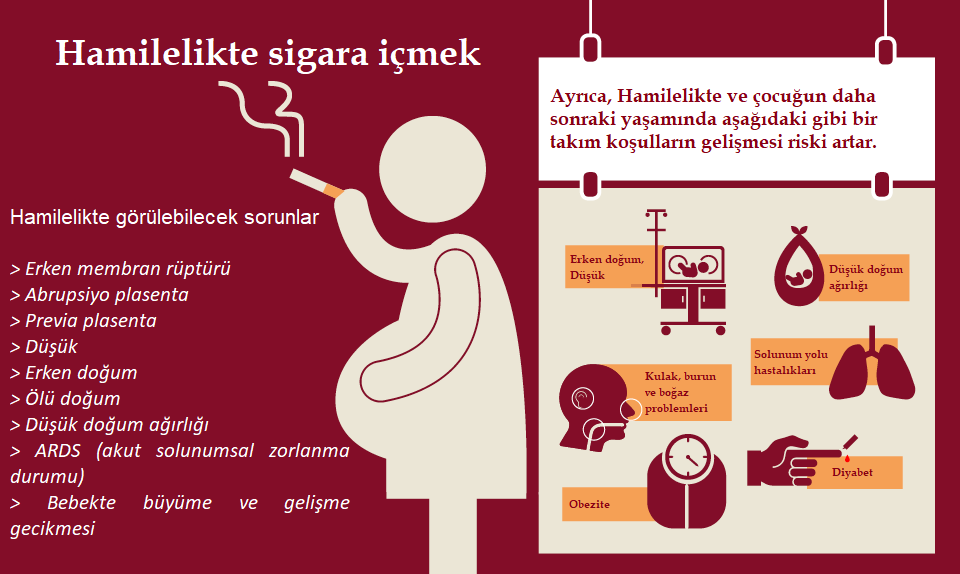 Hamilelikte sigara içmek
Hamilelikte görülebilecek sorunlar
> Erken membran rüptürü
> Abrupsiyo plasenta
> Previa plasenta
> Düşük
> Erken doğum
> Ölü doğum
> Düşük doğum ağırlığı
> ARDS (akut solunumsal zorlanma
durumu)
> Bebekte büyüme ve gelişme
gecikmesi
Ayrıca, Hamilelikte ve çocuğun daha
sonraki yaşamında aşağıdaki gibi bir
takım koşulların gelişmesi riski artar.
Erken doğum,
Düşük
Düşük doğum
ağırlığı
Solunum yolu
hastalıkları
Kulak, burun
ve boğaz
problemleri
Diyabet
Obezite